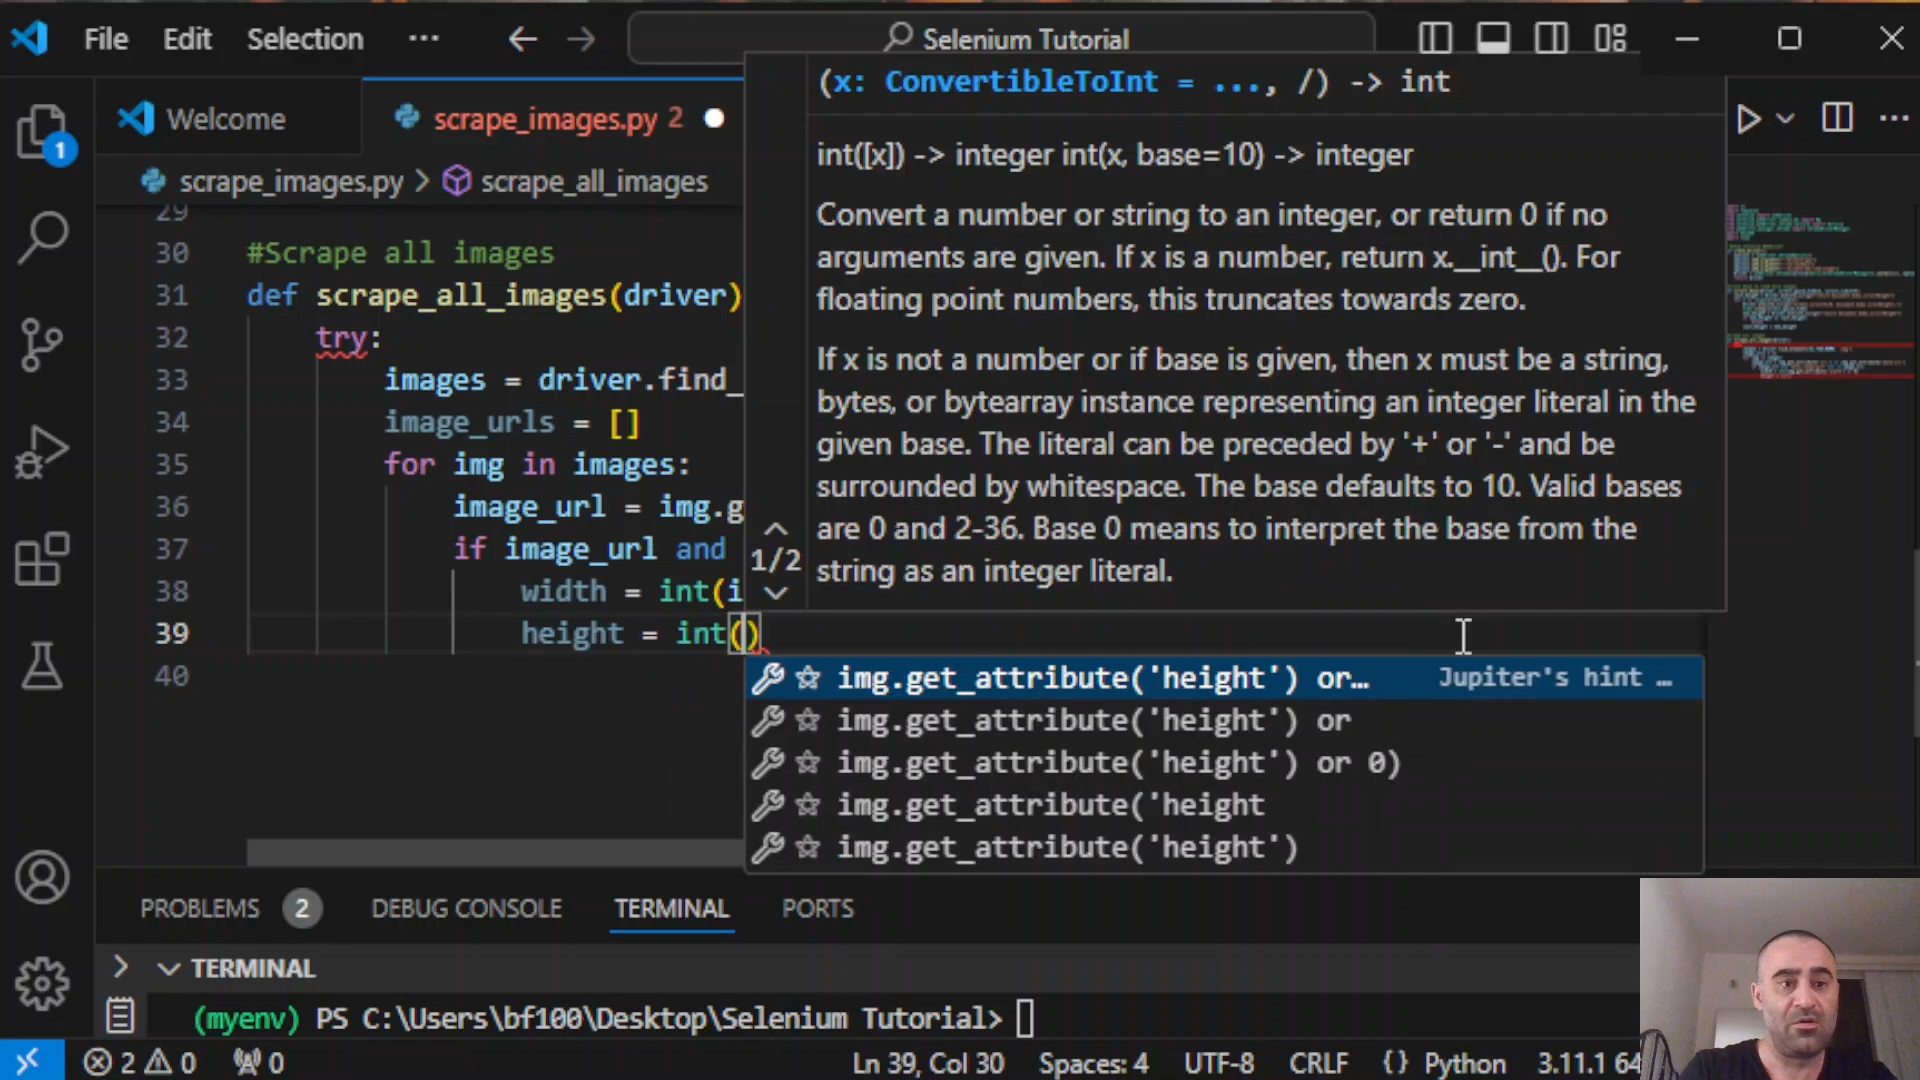 File Edit Selection ··· Selenium Tutorial
Welcome scrape_images.py 2
scrape_images.py > scrape_all_images
1
(x: ConvertibleToInt = ..., /) -> int
int([x]) -> integer int(x, base=10) -> integer
Convert a number or string to an integer, or return 0 if no
arguments are given. If x is a number, return x.__int__(). For
floating point numbers, this truncates towards zero.
If x is not a number or if base is given, then x must be a string,
bytes, or bytearray instance representing an integer literal in the
given base. The literal can be preceded by '+' or '-' and be
surrounded by whitespace. The base defaults to 10. Valid bases
are 0 and 2-36. Base 0 means to interpret the base from the
string as an integer literal.
1/2
29
30 #Scrape all images
31 def scrape_all_images(driver)
32 try:
33 images = driver.find_
34 image_urls = []
35 for img in images:
36 image_url = img.g
37 if image_url and
38 width = int(i
39 height = int()
40
img.get_attribute('height') or… Jupiter's hint …
img.get_attribute('height') or
img.get_attribute('height') or 0)
img.get_attribute('height
img.get_attribute('height')
PROBLEMS 2 DEBUG CONSOLE TERMINAL PORTS
TERMINAL
(myenv) PS C:\Users\bf100\Desktop\Selenium Tutorial>
2 0 0 Ln 39, Col 30 Spaces: 4 UTF-8 CRLF {} Python 3.11.1 64